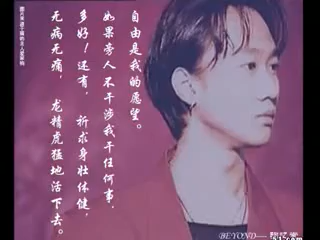 自由是我的愿望。
如果旁人不干涉我干任何事，
多好！还有，祈求身壮体健，
无病无痛，龙精虎猛地活下去。
BEYOND—